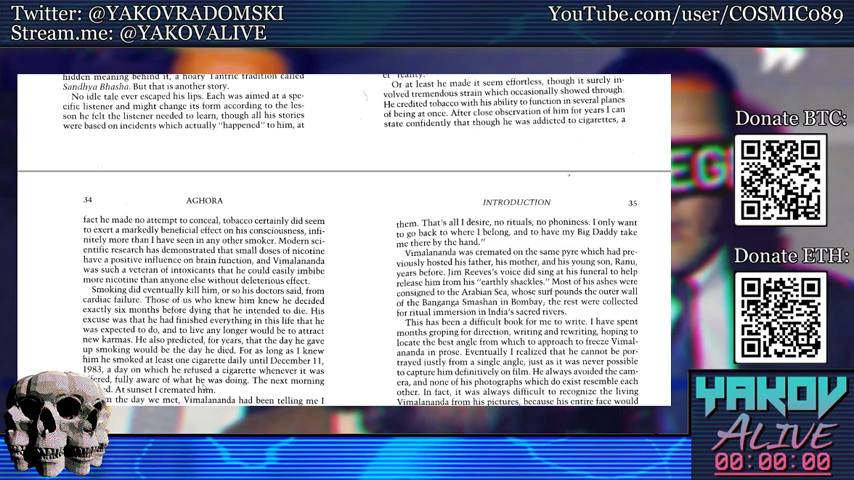 Twitter: @YAKOVRADOMSKI
Stream.me: @YAKOVALIVE
YouTube.com/user/COSMIC089
hidden meaning behind it, a hoary Tantric tradition called
Sandhya Bhasha. But that is another story.
No idle tale ever escaped his lips. Each was aimed at a spe-
cific listener and might change its form according to the les-
son he felt the listener needed to learn, though all his stories
were based on incidents which actually "happened" to him, at
Or at least he made it seem effortless, though it surely in-
volved tremendous strain which occasionally showed through.
He credited tobacco with his ability to function in several planes
of being at once. After close observation of him for years I can
state confidently that though he was addicted to cigarettes, a
34 AGHORA
fact he made no attempt to conceal, tobacco certainly did seem
to exert a markedly beneficial effect on his consciousness, infi-
nitely more than I have seen in any other smoker. Modern sci-
entific research has demonstrated that small doses of nicotine
have a positive influence on brain function, and Vimalananda
was such a veteran of intoxicants that he could easily imbibe
more nicotine than anyone else without deleterious effect.
Smoking did eventually kill him, or so his doctors said, from
cardiac failure. Those of us who knew him knew he decided
exactly six months before dying that he intended to die. His
excuse was that he had finished everything in this life that he
was expected to do, and to live any longer would be to attract
new karmas. He also predicted, for years, that the day he gave
up smoking would be the day he died. For as long as I knew
him he smoked at least one cigarette daily until December 11,
1983, a day on which he refused a cigarette whenever it was
fully aware of what he was doing. The next morning
At sunset I cremated him.
the day we met, Vimalananda had been telling me I
INTRODUCTION 35
them. That's all I desire, no rituals, no phoniness. I only want
to go back to where I belong, and to have my Big Daddy take
me there by the hand."
Vimalananda was cremated on the same pyre which had pre-
viously hosted his father, his mother, and his young son, Ranu,
years before. Jim Reeves's voice did sing at his funeral to help
release him from his "earthly shackles." Most of his ashes were
consigned to the Arabian Sea, whose surf pounds the outer wall
of the Banganga Smashan in Bombay; the rest were collected
for ritual immersion in India's sacred rivers.
This has been a difficult book for me to write. I have spent
months groping for direction, writing and rewriting, hoping to
locate the best angle from which to approach to freeze Vimal-
ananda in prose. Eventually I realized that he cannot be por-
trayed justly from a single angle, just as it was never possible
to capture him definitively on film. He always avoided the cam-
era, and none of his photographs which do exist resemble each
other. In fact, it was always difficult to recognize the living
Vimalananda from his pictures, because his entire face would
Donate BTC:
Donate ETH:
YAKOV
ALIVE
00:00:00